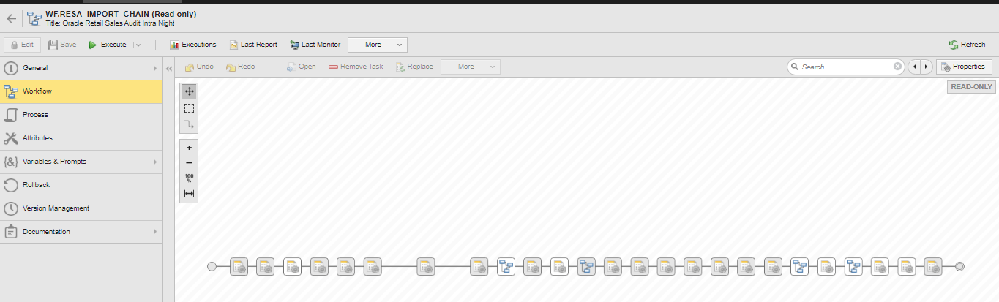 WF.RESA_IMPORT_CHAIN (Read only)
Title: Oracle Retail Sales Audit Intra Night
Edit Save Execute Executions Last Report Last Monitor More Refresh
General
Undo Redo Open Remove Task Replace More Search Properties
Workflow
READ-ONLY
Process
Attributes
{&} Variables & Prompts
Rollback
Version Management
Documentation
+
−
100
%